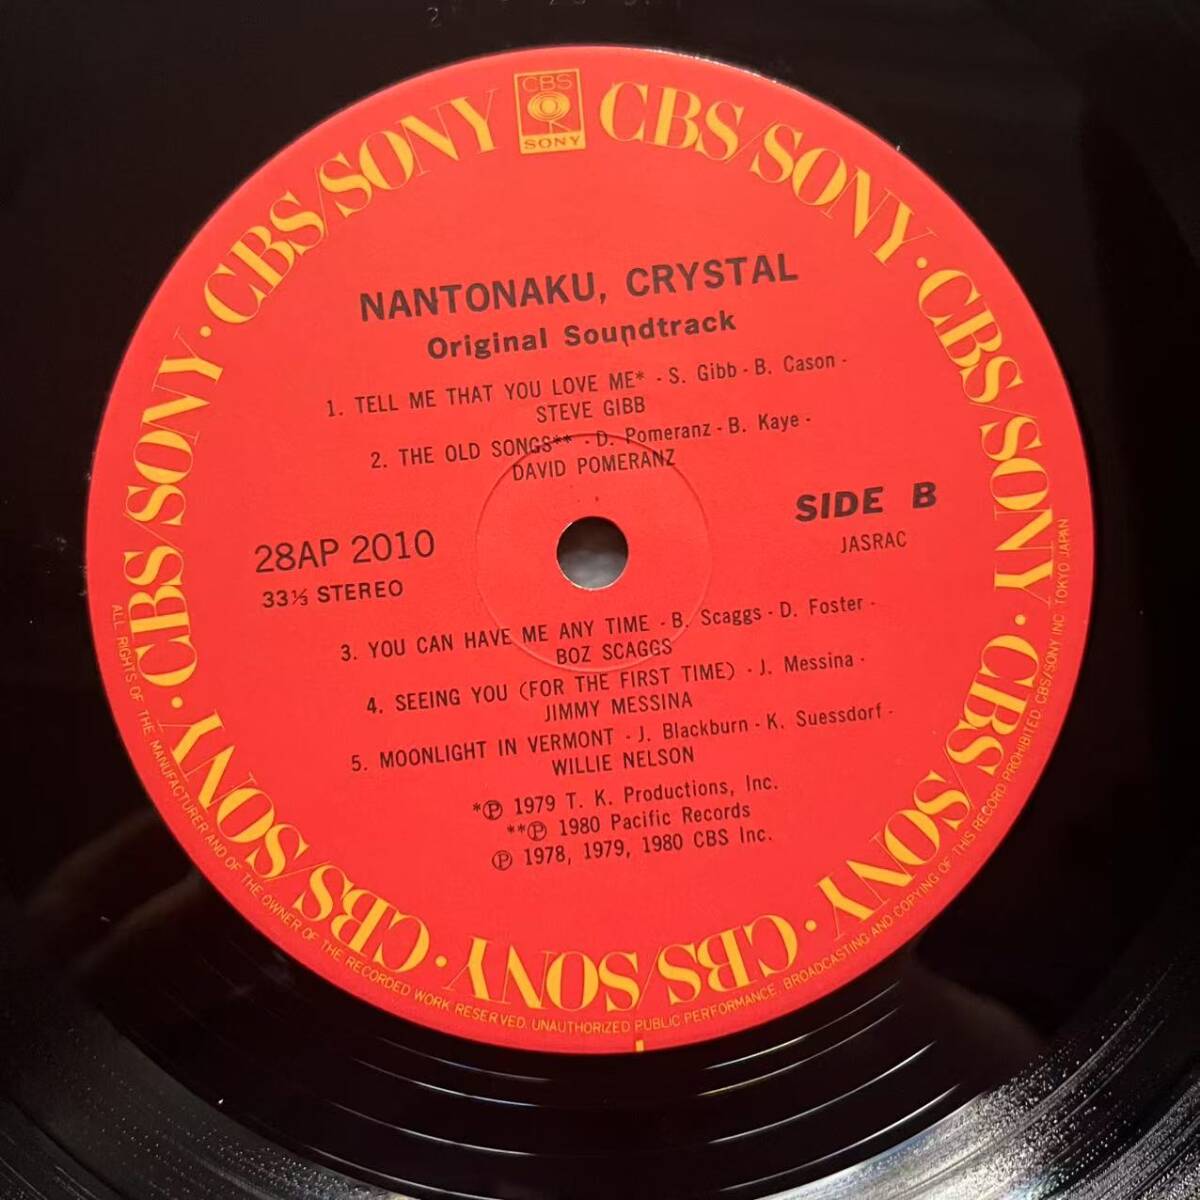 CBS
SONY
CBS/SONY · CBS/SONY · CBS/SONY · CBS/SONY · CBS/SONY · CBS/SONY · CBS/SONY · CBS/SONY · CBS/SONY
NANTONAKU, CRYSTAL
Original Soundtrack
1. TELL ME THAT YOU LOVE ME* - S. Gibb - B. Cason -
STEVE GIBB
2. THE OLD SONGS** - D. Pomeranz - B. Kaye -
DAVID POMERANZ
SIDE B
JASRAC
28AP 2010
33⅓ STEREO
3. YOU CAN HAVE ME ANY TIME - B. Scaggs - D. Foster -
BOZ SCAGGS
4. SEEING YOU (FOR THE FIRST TIME) - J. Messina -
JIMMY MESSINA
5. MOONLIGHT IN VERMONT - J. Blackburn - K. Suessdorf -
WILLIE NELSON
*℗ 1979 T. K. Productions, Inc.
**℗ 1980 Pacific Records
℗ 1978, 1979, 1980 CBS Inc.
ALL RIGHTS OF THE MANUFACTURER AND OF THE OWNER OF THE RECORDED WORK RESERVED. UNAUTHORIZED PUBLIC PERFORMANCE, BROADCASTING AND COPYING OF THIS RECORD PROHIBITED. CBS/SONY INC. TOKYO JAPAN